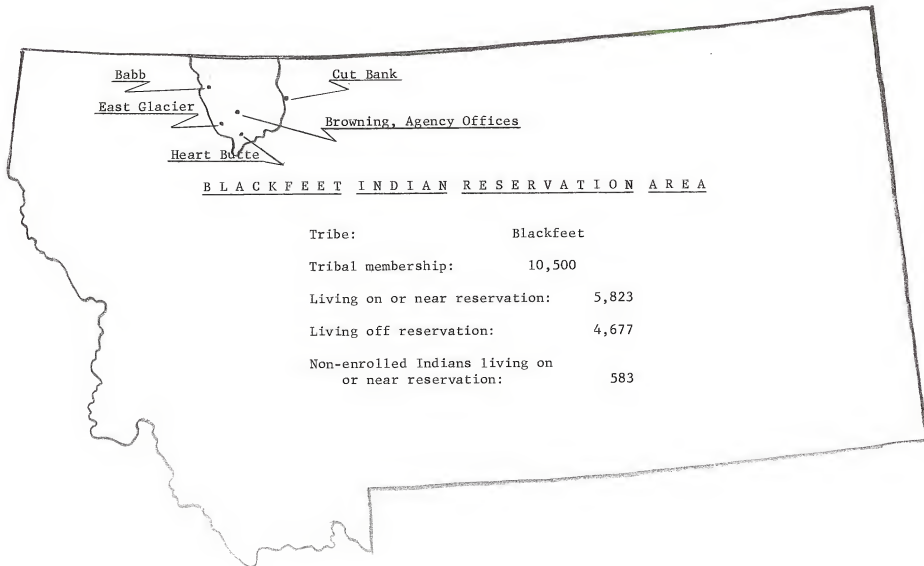 Babb
Cut Bank
East Glacier
Browning, Agency Offices
Heart Butte
B L A C K F E E T   I N D I A N   R E S E R V A T I O N   A R E A
Tribe: Blackfeet
Tribal membership: 10,500
Living on or near reservation: 5,823
Living off reservation: 4,677
Non-enrolled Indians living on
or near reservation: 583